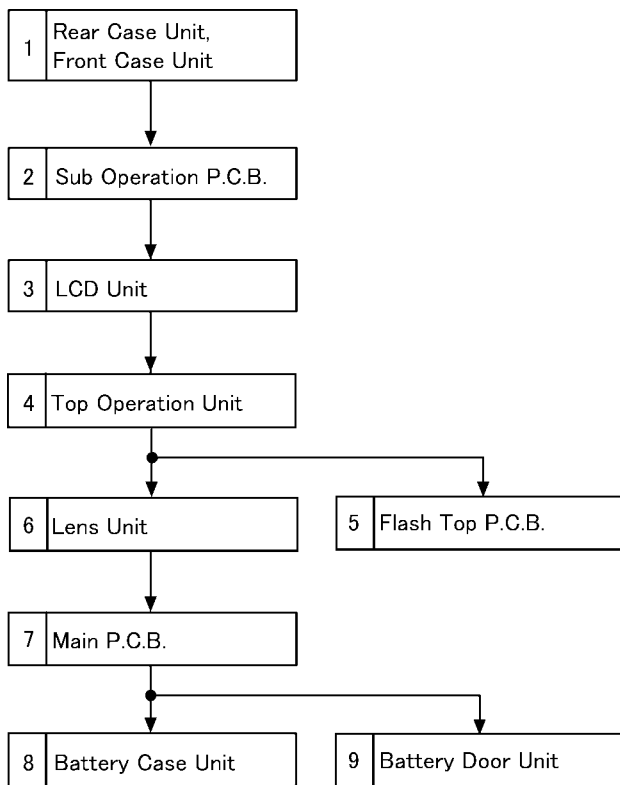 1 Rear Case Unit,
Front Case Unit
2 Sub Operation P.C.B.
3 LCD Unit
4 Top Operation Unit
6 Lens Unit
5 Flash Top P.C.B.
7 Main P.C.B.
8 Battery Case Unit
9 Battery Door Unit